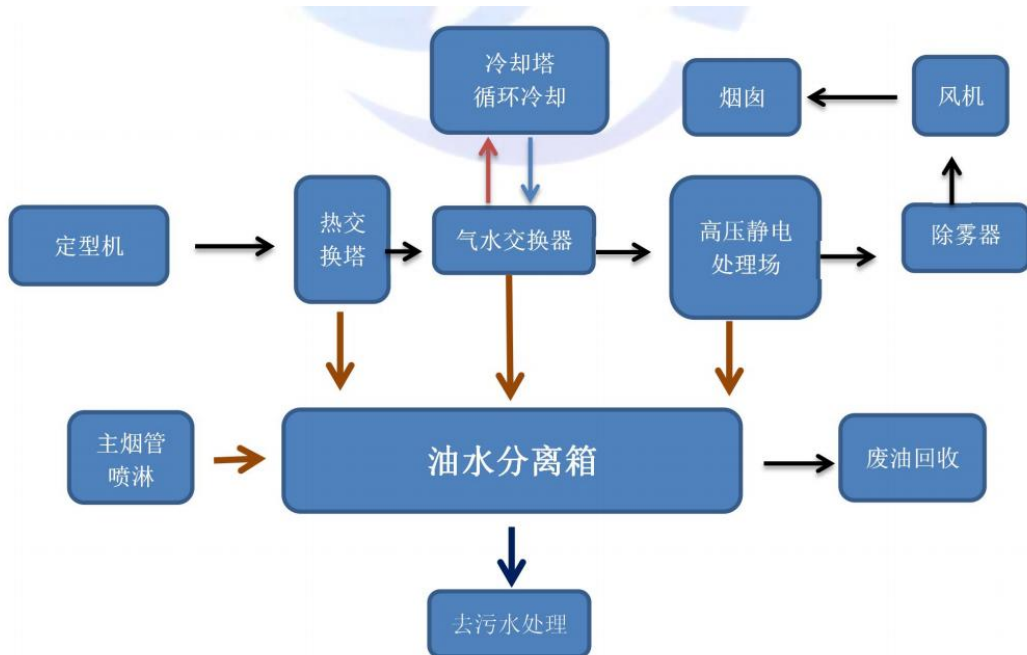 冷却塔
循环冷却
烟囱
风机
定型机
热交
换塔
气水交换器
高压静电
处理场
除雾器
主烟管
喷淋
油水分离箱
废油回收
去污水处理